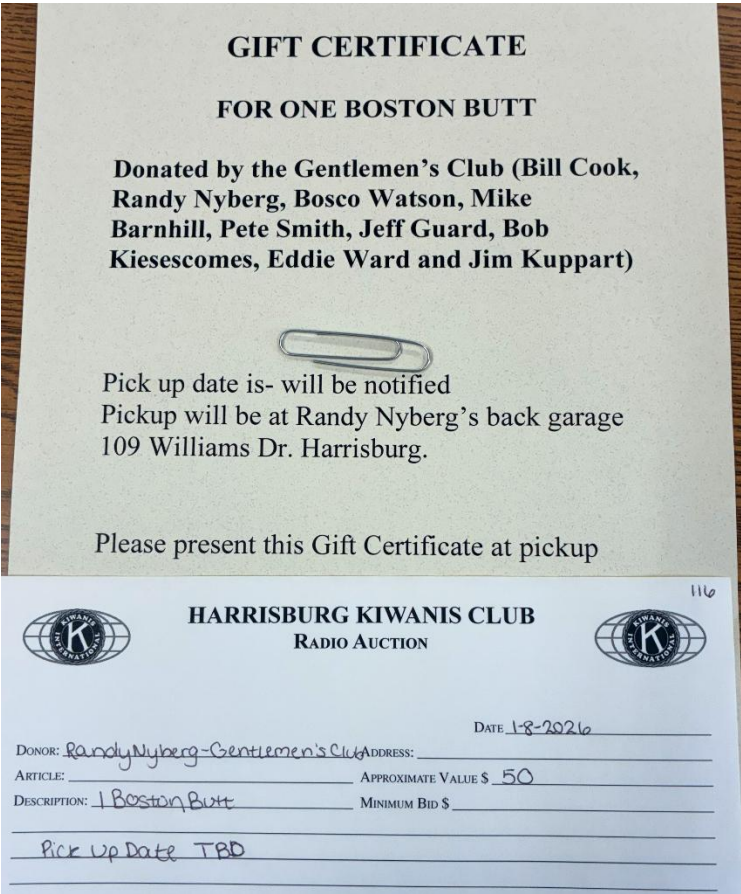 GIFT CERTIFICATE
FOR ONE BOSTON BUTT
Donated by the Gentlemen's Club (Bill Cook,
Randy Nyberg, Bosco Watson, Mike
Barnhill, Pete Smith, Jeff Guard, Bob
Kiesescomes, Eddie Ward and Jim Kuppart)
Pick up date is- will be notified
Pickup will be at Randy Nyberg's back garage
109 Williams Dr. Harrisburg.
Please present this Gift Certificate at pickup
116
KIWANIS INTERNATIONAL K
HARRISBURG KIWANIS CLUB
KIWANIS INTERNATIONAL K
RADIO AUCTION
DATE 1-8-2026
DONOR: Randy Nyberg-Gentlemen's Club ADDRESS:
ARTICLE: APPROXIMATE VALUE $ 50
DESCRIPTION: 1 Boston Butt MINIMUM BID $
Pick Up Date TBD